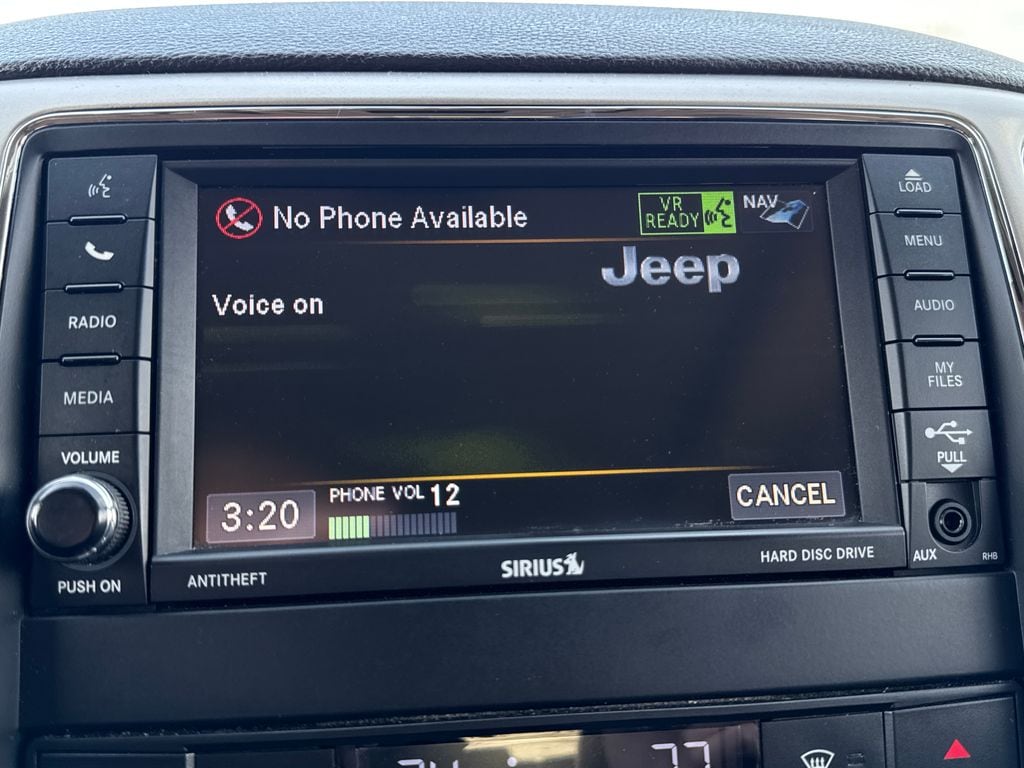 No Phone Available
VR
READY
NAV
Jeep
Voice on
3:20
PHONE VOL 12
CANCEL
RADIO
MEDIA
VOLUME
PUSH ON
LOAD
MENU
AUDIO
MY
FILES
PULL
AUX
RHB
ANTITHEFT
SIRIUS
HARD DISC DRIVE
77